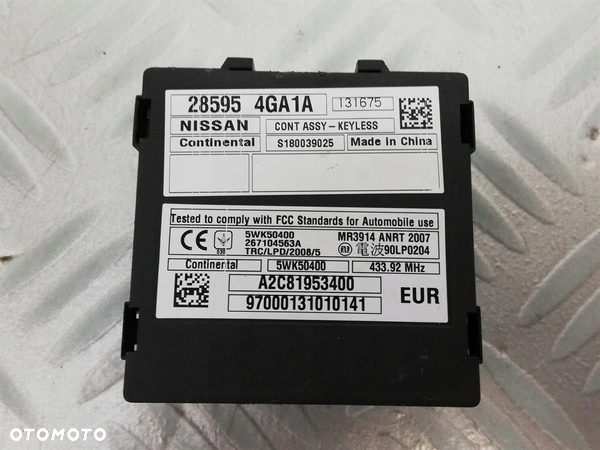 28595 4GA1A 131675
NISSAN CONT ASSY-KEYLESS
Continental S180039025 Made in China
Tested to comply with FCC Standards for Automobile use
CE 5WK50400 MR3914 ANRT 2007
267104563A
030 TRC/LPD/2008/5 電波90LP0204
Continental 5WK50400 433.92 MHz
A2C81953400
97000131010141 EUR
OTOMOTO